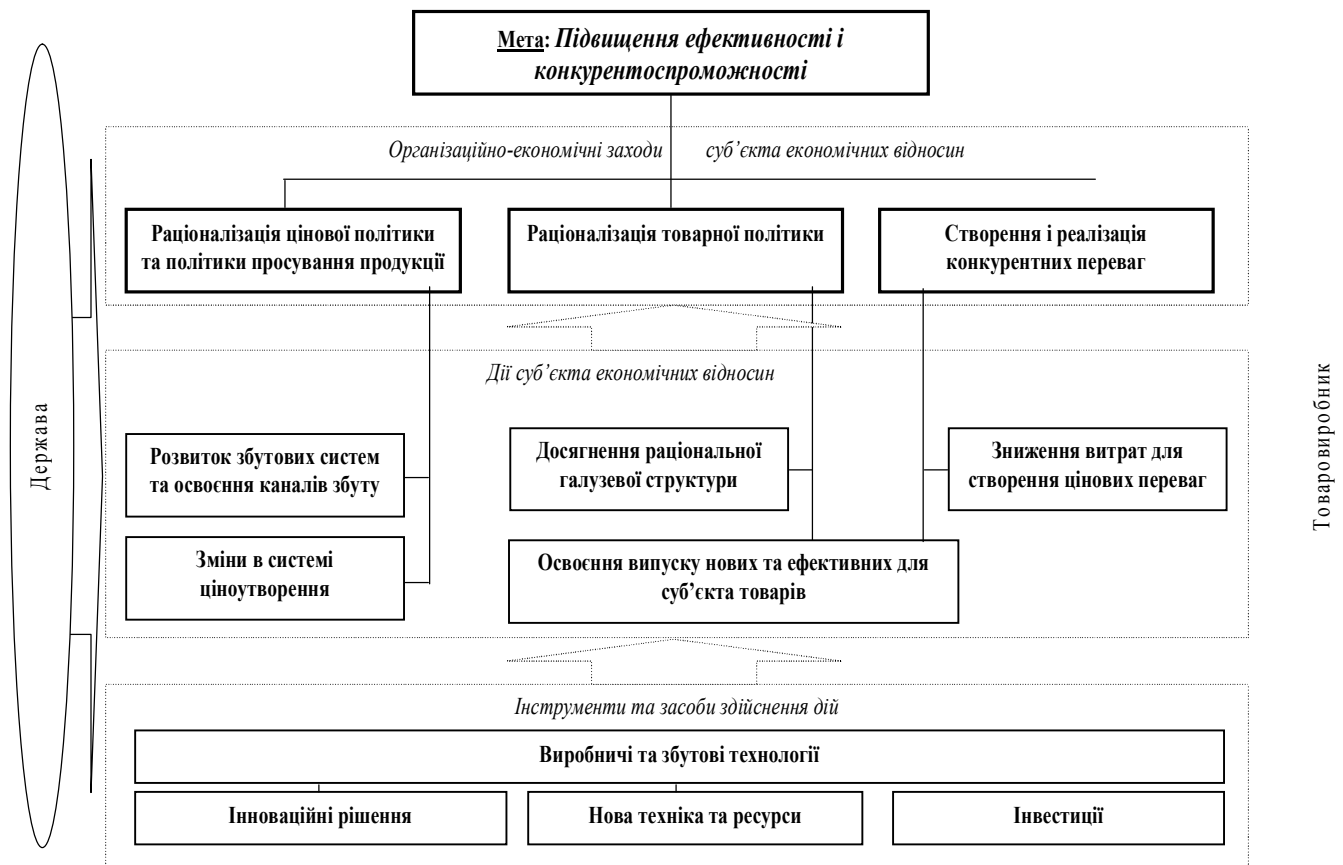 Мета: Підвищення ефективності і
конкурентоспроможності
Організаційно-економічні заходи суб’єкта економічних відносин
Раціоналізація цінової політики
та політики просування продукції
Раціоналізація товарної політики
Створення і реалізація
конкурентних переваг
Держава
Дії суб’єкта економічних відносин
Товаровиробник
Розвиток збутових систем
та освоєння каналів збуту
Досягнення раціональної
галузевої структури
Зниження витрат для
створення цінових переваг
Зміни в системі
ціноутворення
Освоєння випуску нових та ефективних для
суб’єкта товарів
Інструменти та засоби здійснення дій
Виробничі та збутові технології
Інноваційні рішення
Нова техніка та ресурси
Інвестиції